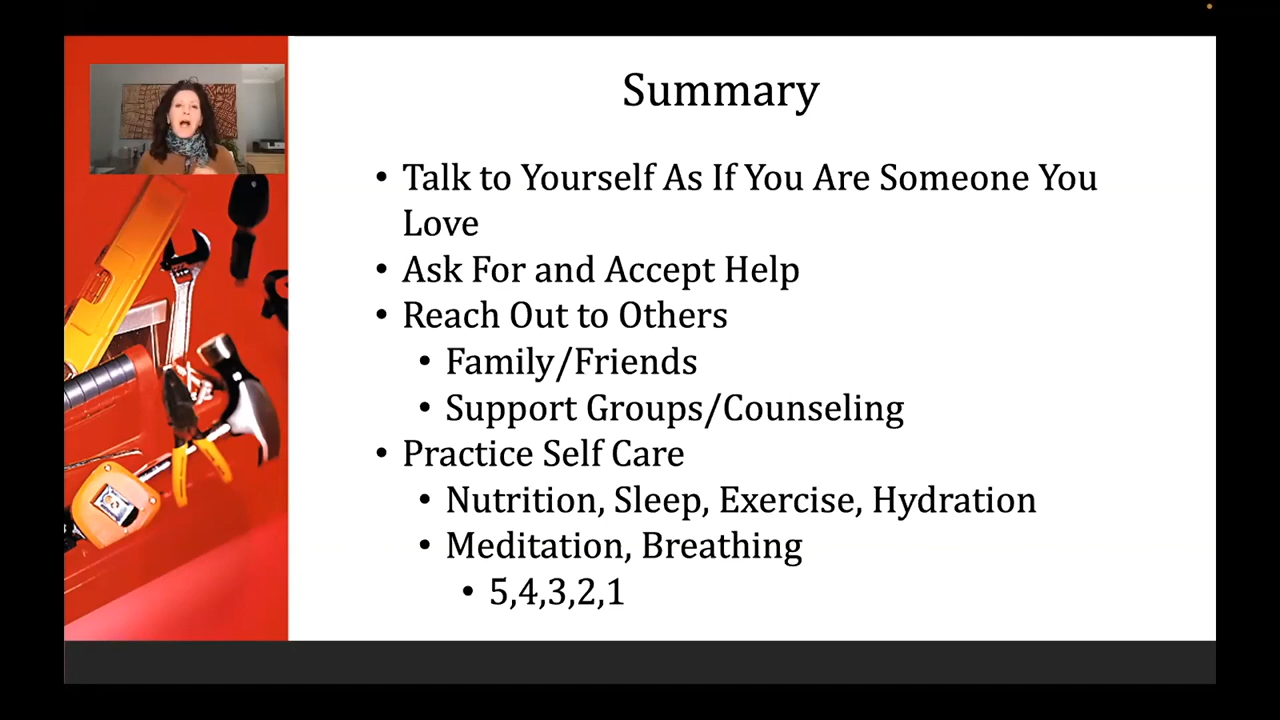 Summary
• Talk to Yourself As If You Are Someone You
Love
• Ask For and Accept Help
• Reach Out to Others
• Family/Friends
• Support Groups/Counseling
• Practice Self Care
• Nutrition, Sleep, Exercise, Hydration
• Meditation, Breathing
• 5,4,3,2,1